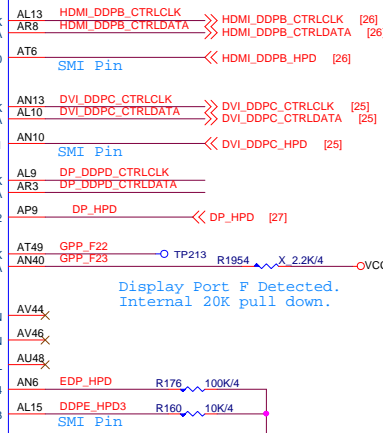 AL13 HDMI_DDPB_CTRLCLK HDMI_DDPB_CTRLCLK [26]
AR8 HDMI_DDPB_CTRLDATA HDMI_DDPB_CTRLDATA [26
AT6 HDMI_DDPB_HPD [26]
SMI Pin
AN13 DVI_DDPC_CTRLCLK DVI_DDPC_CTRLCLK [25]
AL10 DVI_DDPC_CTRLDATA DVI_DDPC_CTRLDATA [25]
AN10 DVI_DDPC_HPD [25]
SMI Pin
AL9 DP_DDPD_CTRLCLK
AR3 DP_DDPD_CTRLDATA
AP9 DP_HPD DP_HPD [27]
AT49 GPP_F22 TP213
AN40 GPP_F23 R1954 X_2.2K/4 VCC
Display Port F Detected.
Internal 20K pull down.
AV44
AV46
AU48
AN6 EDP_HPD R176 100K/4
AL15 DDPE_HPD3 R160 10K/4
SMI Pin